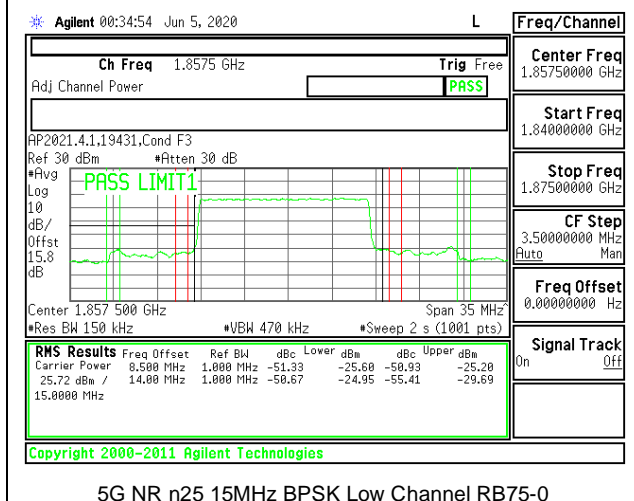 Agilent 00:34:54 Jun 5, 2020 L
Freq/Channel
Ch Freq 1.8575 GHz Trig Free
Adj Channel Power PASS
Center Freq
1.85750000 GHz
Start Freq
1.84000000 GHz
AP2021.4.1,19431,Cond F3
Ref 30 dBm #Atten 30 dB
#Avg
Log
10
dB/
Offst
15.8
dB
PASS LIMIT1
Stop Freq
1.87500000 GHz
CF Step
3.50000000 MHz
Auto Man
Freq Offset
0.00000000 Hz
Center 1.857 500 GHz Span 35 MHz^
#Res BW 150 kHz #VBW 470 kHz #Sweep 2 s (1001 pts)
Signal Track
On Off
RMS Results Freq Offset Ref BW dBc Lower dBm dBc Upper dBm
Carrier Power 8.500 MHz 1.000 MHz -51.33 -25.60 -50.93 -25.20
25.72 dBm / 14.00 MHz 1.000 MHz -50.67 -24.95 -55.41 -29.69
15.0000 MHz
Copyright 2000-2011 Agilent Technologies
5G NR n25 15MHz BPSK Low Channel RB75-0